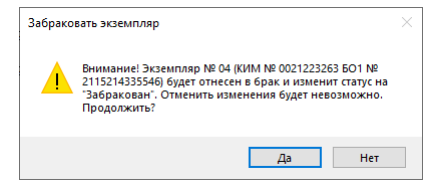 Забраковать экземпляр
Внимание! Экземпляр № 04 (КИМ № 0021223263 БО1 №
2115214335546) будет отнесен в брак и изменит статус на
"Забракован". Отменить изменения будет невозможно.
Продолжить?
Да
Нет